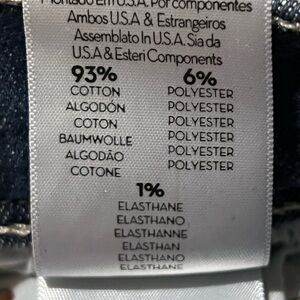 Montado Em U.S.A. Por componentes
Ambos U.S.A & Estrangeiros
Assemblato In U.S.A. Sia da
U.S.A & Esteri Components
93% 6%
COTTON POLYESTER
ALGODÓN POLYESTER
COTON POLYESTER
BAUMWOLLE POLYESTER
ALGODÃO POLYESTER
COTONE
1%
ELASTHANE
ELASTHANO
ELASTHANNE
ELASTHAN
ELASTHANO
ELASTHANE